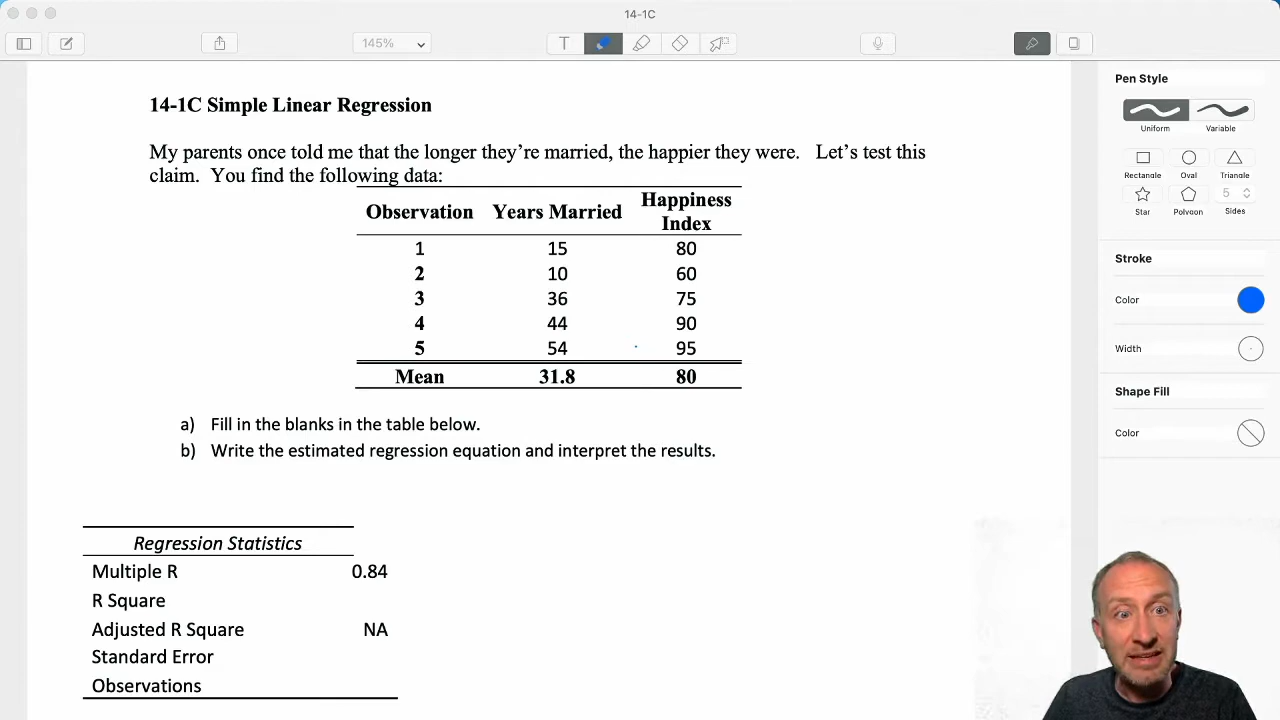 14-1C
145%
T
14-1C Simple Linear Regression
My parents once told me that the longer they're married, the happier they were. Let's test this
claim. You find the following data:
Observation Years Married Happiness Index
1 15 80
2 10 60
3 36 75
4 44 90
5 54 95
Mean 31.8 80
a) Fill in the blanks in the table below.
b) Write the estimated regression equation and interpret the results.
Regression Statistics
Multiple R 0.84
R Square
Adjusted R Square NA
Standard Error
Observations
Pen Style
Uniform Variable
Rectangle Oval Triangle
5
Star Polygon Sides
Stroke
Color
Width
Shape Fill
Color